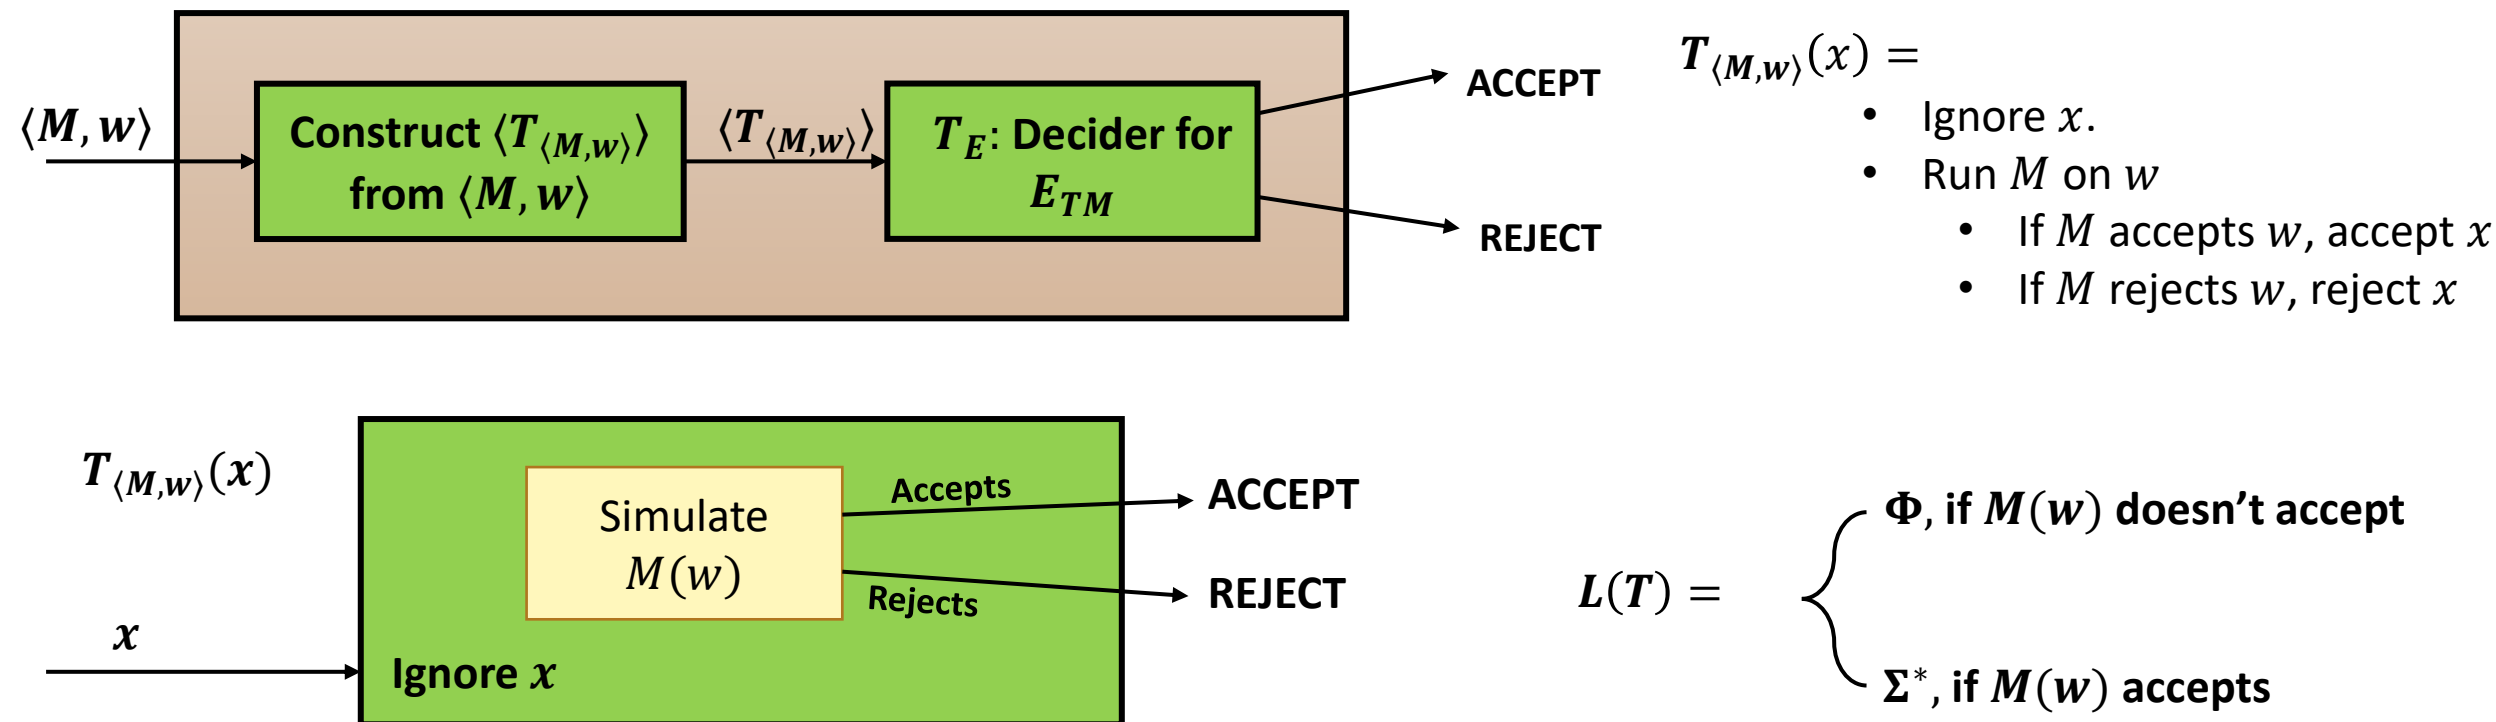 ⟨M, w⟩
Construct ⟨T⟨M,w⟩⟩
from ⟨M, w⟩
⟨T⟨M,w⟩⟩
T_E: Decider for
E_TM
ACCEPT
REJECT
T⟨M,w⟩(x) =
• Ignore x.
• Run M on w
• If M accepts w, accept x
• If M rejects w, reject x
T⟨M,w⟩(x)
x
Simulate
M(w)
Accepts
Rejects
Ignore x
ACCEPT
REJECT
L(T) =
Φ, if M(w) doesn’t accept
Σ*, if M(w) accepts